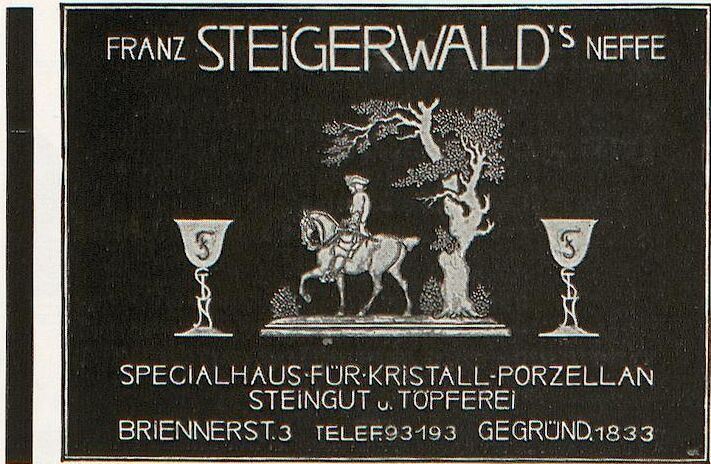 FRANZ STEiGERWALD'S NEFFE
F F
S S
N N
SPECIALHAUS·FÜR·KRiSTALL-PORZELLAN
STEINGUT u. TÖPFEREi
BRiENNERST.3 TELEF.93193 GEGRÜND.1833